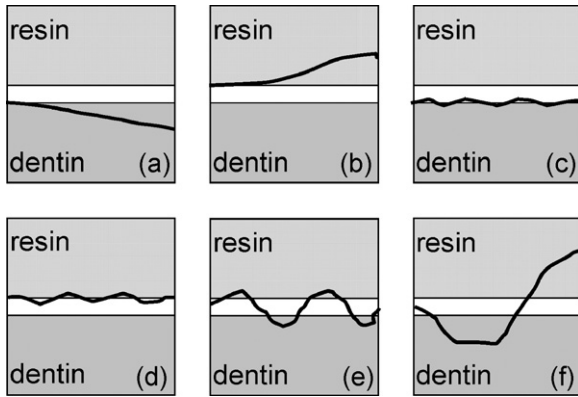 resin
dentin (a)
resin
dentin (b)
resin
dentin (c)
resin
dentin (d)
resin
dentin (e)
resin
dentin (f)